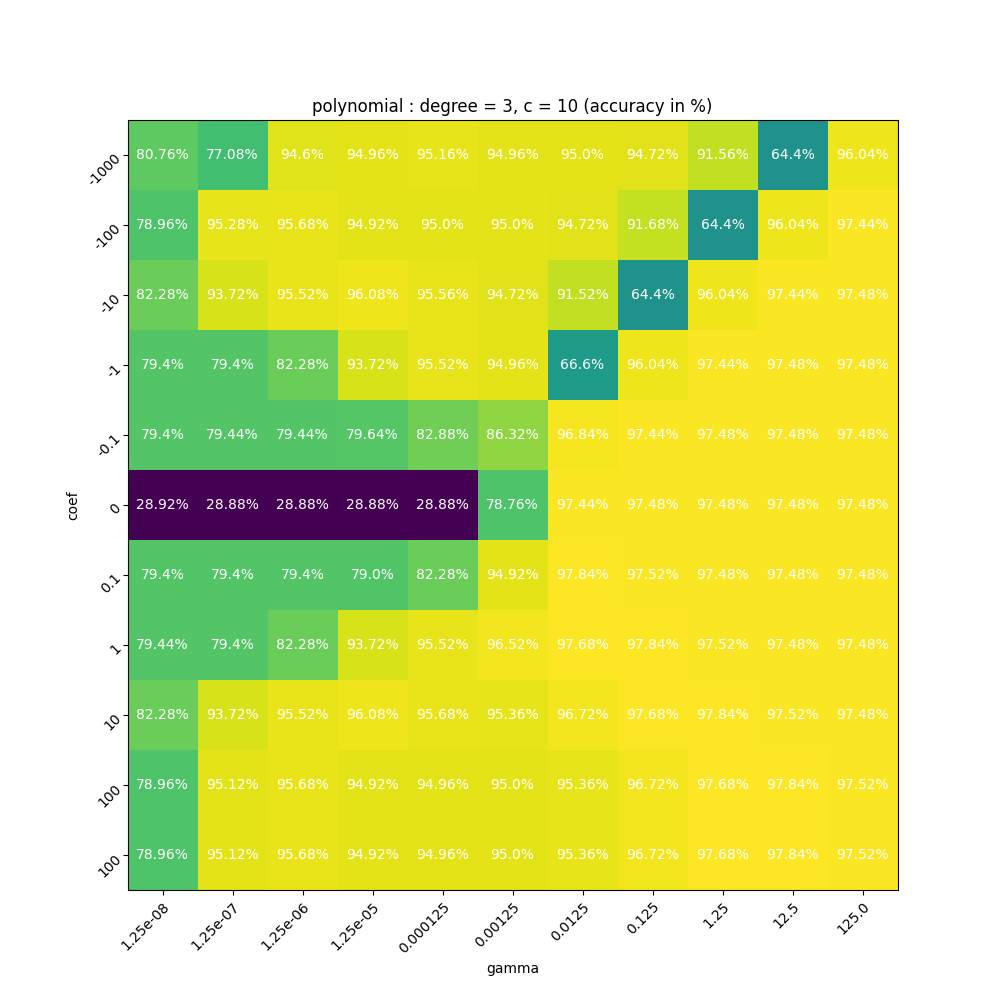 polynomial : degree = 3, c = 10 (accuracy in %)
-1000 80.76% 77.08% 94.6% 94.96% 95.16% 94.96% 95.0% 94.72% 91.56% 64.4% 96.04%
-100 78.96% 95.28% 95.68% 94.92% 95.0% 95.0% 94.72% 91.68% 64.4% 96.04% 97.44%
-10 82.28% 93.72% 95.52% 96.08% 95.56% 94.72% 91.52% 64.4% 96.04% 97.44% 97.48%
-1 79.4% 79.4% 82.28% 93.72% 95.52% 94.96% 66.6% 96.04% 97.44% 97.48% 97.48%
-0.1 79.4% 79.44% 79.44% 79.64% 82.88% 86.32% 96.84% 97.44% 97.48% 97.48% 97.48%
coef
0 28.92% 28.88% 28.88% 28.88% 28.88% 78.76% 97.44% 97.48% 97.48% 97.48% 97.48%
0.1 79.4% 79.4% 79.4% 79.0% 82.28% 94.92% 97.84% 97.52% 97.48% 97.48% 97.48%
1 79.44% 79.4% 82.28% 93.72% 95.52% 96.52% 97.68% 97.84% 97.52% 97.48% 97.48%
10 82.28% 93.72% 95.52% 96.08% 95.68% 95.36% 96.72% 97.68% 97.84% 97.52% 97.48%
100 78.96% 95.12% 95.68% 94.92% 94.96% 95.0% 95.36% 96.72% 97.68% 97.84% 97.52%
100 78.96% 95.12% 95.68% 94.92% 94.96% 95.0% 95.36% 96.72% 97.68% 97.84% 97.52%
1.25e-08 1.25e-07 1.25e-06 1.25e-05 0.000125 0.00125 0.0125 0.125 1.25 12.5 125.0
gamma